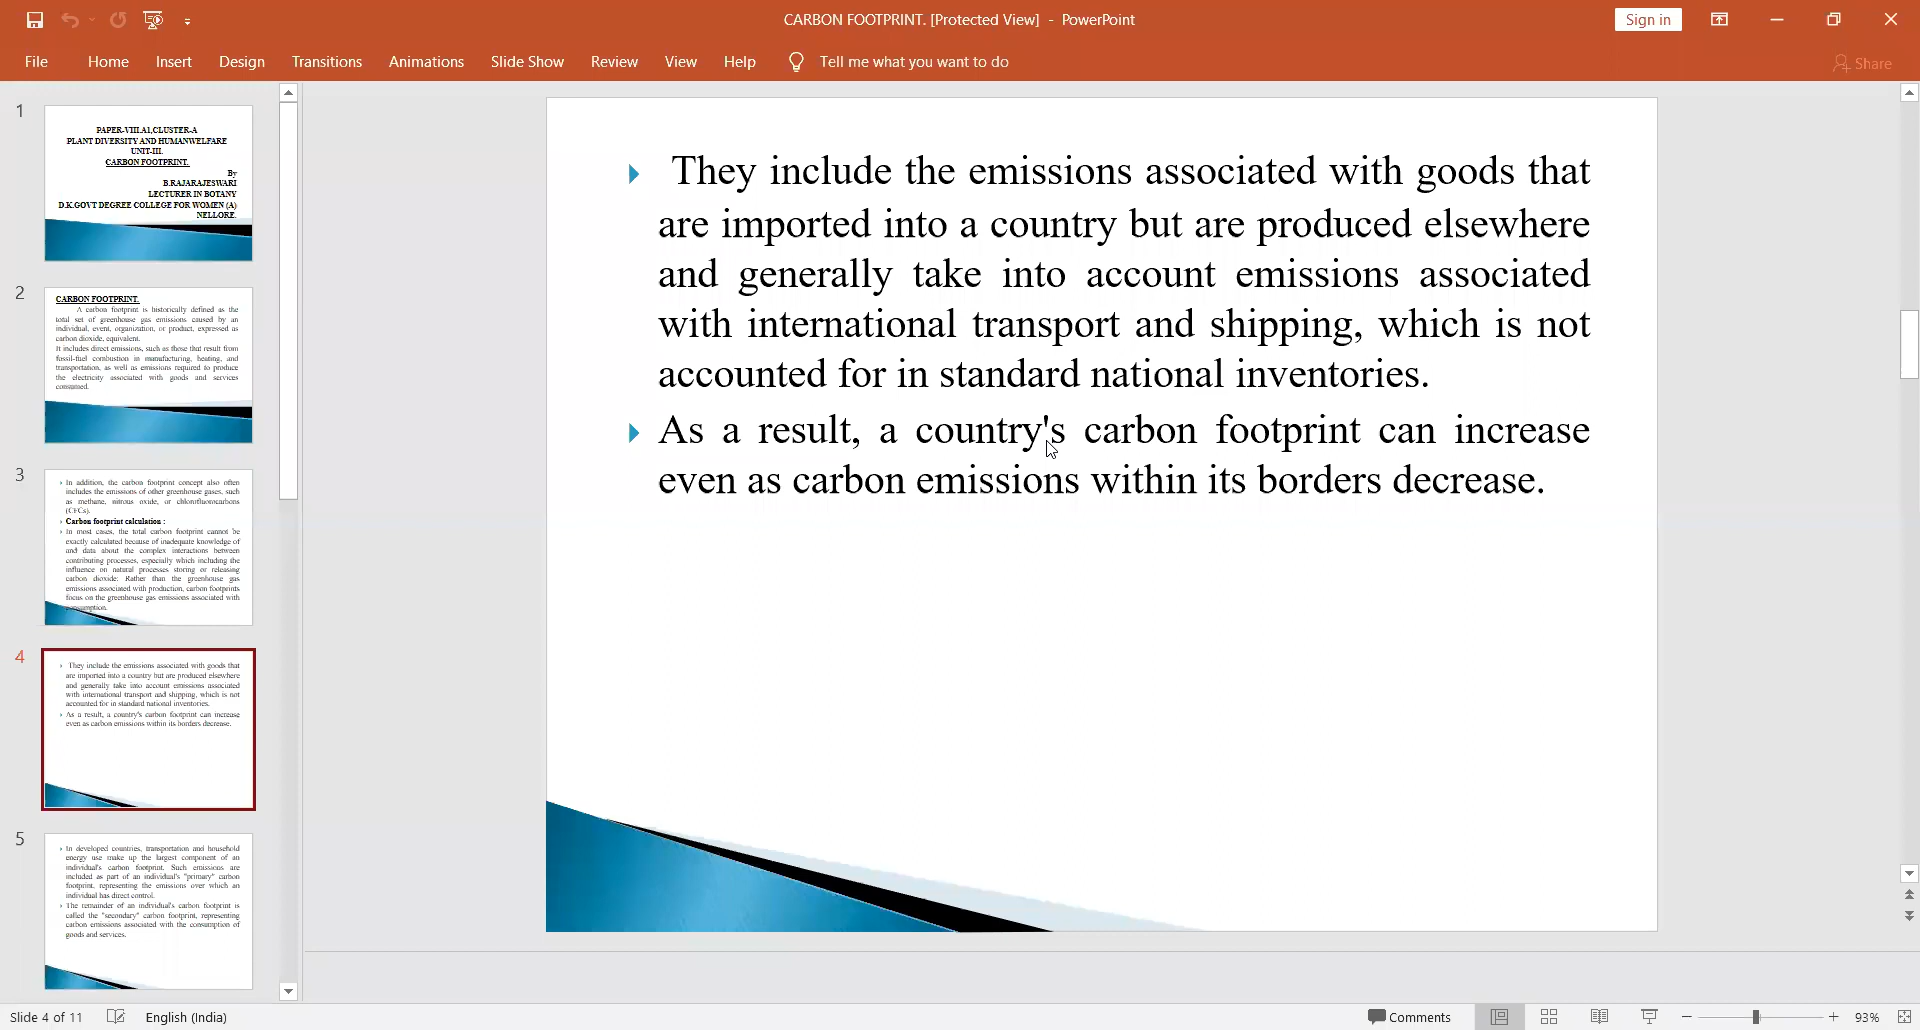 CARBON FOOTPRINT. [Protected View] - PowerPoint
Sign in
File Home Insert Design Transitions Animations Slide Show Review View Help Tell me what you want to do
Share
1
PAPER-VIII.A1,CLUSTER-A
PLANT DIVERSITY AND HUMANWELFARE
UNIT-III.
CARBON FOOTPRINT.
By
B.RAJARAJESWARI
LECTURER IN BOTANY
D.K.GOVT DEGREE COLLEGE FOR WOMEN (A)
NELLORE.
2
CARBON FOOTPRINT.
A carbon footprint is historically defined as the
total set of greenhouse gas emissions caused by an
individual, event, organization, or product, expressed as
carbon dioxide, equivalent.
It includes direct emissions, such as those that result from
fossil-fuel combustion in manufacturing, heating, and
transportation, as well as emissions required to produce
the electricity associated with goods and services
consumed.
3
In addition, the carbon footprint concept also often
includes the emissions of other greenhouse gases, such
as methane, nitrous oxide, or chlorofluorocarbons
(CFCs).
Carbon footprint calculation :
In most cases, the total carbon footprint cannot be
exactly calculated because of inadequate knowledge of
and data about the complex interactions between
contributing processes, especially which including the
influence on natural processes storing or releasing
carbon dioxide: Rather than the greenhouse gas
emissions associated with production, carbon footprints
focus on the greenhouse gas emissions associated with
consumption.
4
They include the emissions associated with goods that
are imported into a country but are produced elsewhere
and generally take into account emissions associated
with international transport and shipping, which is not
accounted for in standard national inventories.
As a result, a country's carbon footprint can increase
even as carbon emissions within its borders decrease.
5
In developed countries, transportation and household
energy use make up the largest component of an
individual's carbon footprint. Such emissions are
included as part of an individual's "primary" carbon
footprint, representing the emissions over which an
individual has direct control.
The remainder of an individual's carbon footprint is
called the "secondary" carbon footprint, representing
carbon emissions associated with the consumption of
goods and services.
They include the emissions associated with goods that
are imported into a country but are produced elsewhere
and generally take into account emissions associated
with international transport and shipping, which is not
accounted for in standard national inventories.
As a result, a country's carbon footprint can increase
even as carbon emissions within its borders decrease.
Slide 4 of 11 English (India) Comments 93%